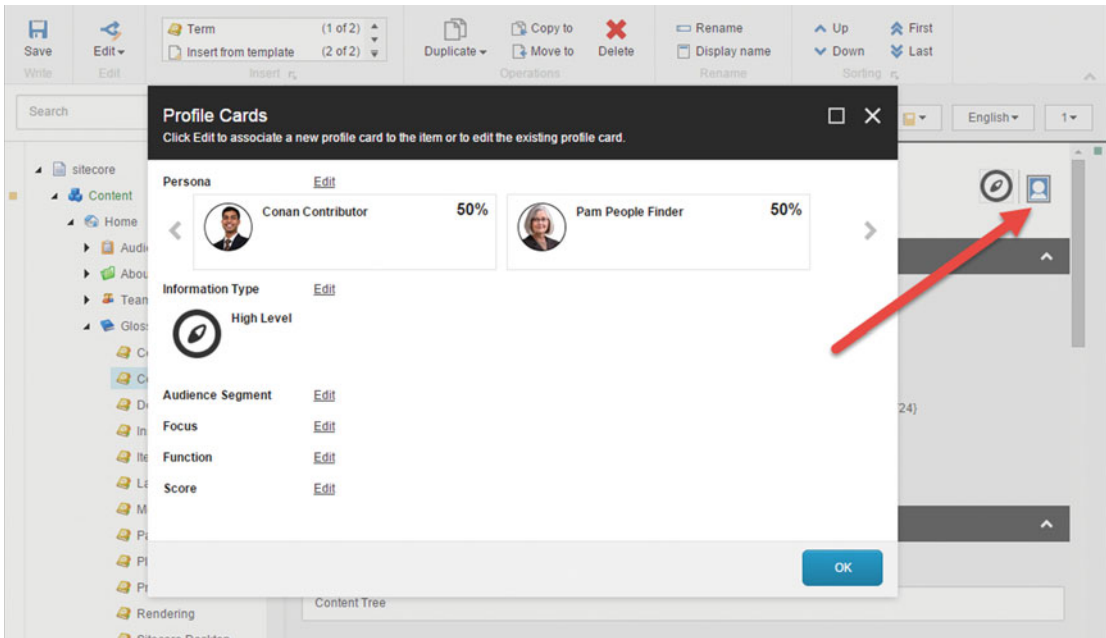 Save
Edit
Term (1 of 2)
Insert from template (2 of 2)
Duplicate
Copy to
Move to
Delete
Rename
Display name
Up
Down
First
Last
Write
Edit
Insert
Operations
Rename
Sorting
Search
English
1
Profile Cards
Click Edit to associate a new profile card to the item or to edit the existing profile card.
sitecore
Content
Home
Persona Edit
Conan Contributor 50%
Pam People Finder 50%
Information Type Edit
High Level
Audience Segment Edit
Focus Edit
Function Edit
Score Edit
24}
OK
Content Tree
Rendering